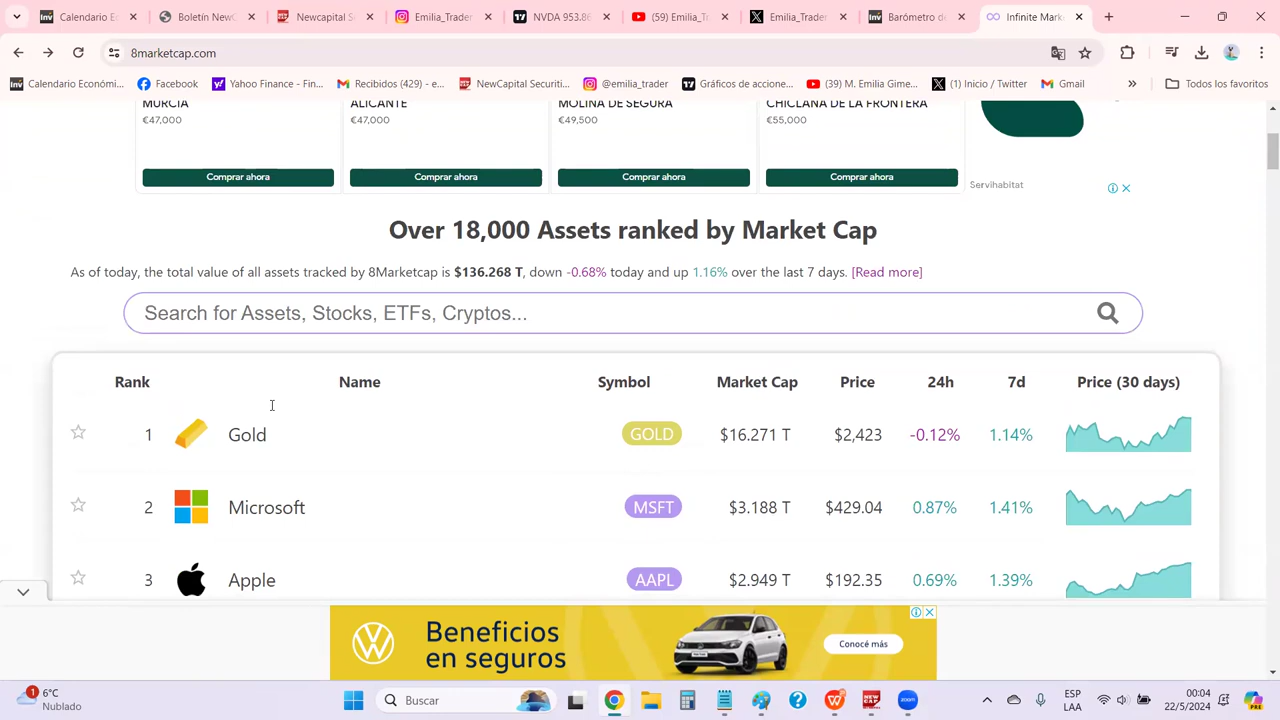 Calendario E
Boletín NewC
Newcapital S
Emilia_Trader
NVDA 953.86
(59) Emilia_T
Emilia_Trader
Barómetro de
Infinite Mark
8marketcap.com
Calendario Económi...
Facebook
Yahoo Finance - Fin...
Recibidos (429) - e...
NewCapital Securiti...
@emilia_trader
Gráficos de accione...
(39) M. Emilia Gime...
(1) Inicio / Twitter
Gmail
Todos los favoritos
MURCIA
ALICANTE
MOLINA DE SEGURA
CHICLANA DE LA FRONTERA
€47,000
€47,000
€49,500
€55,000
Comprar ahora
Comprar ahora
Comprar ahora
Comprar ahora
Servihabitat
Over 18,000 Assets ranked by Market Cap
As of today, the total value of all assets tracked by 8Marketcap is $136.268 T, down -0.68% today and up 1.16% over the last 7 days. [Read more]
Search for Assets, Stocks, ETFs, Cryptos...
Rank Name Symbol Market Cap Price 24h 7d Price (30 days)
1 Gold GOLD $16.271 T $2,423 -0.12% 1.14%
2 Microsoft MSFT $3.188 T $429.04 0.87% 1.41%
3 Apple AAPL $2.949 T $192.35 0.69% 1.39%
Beneficios
en seguros
Conocé más
1
6°C
Nublado
Buscar
ESP
LAA
00:04
22/5/2024